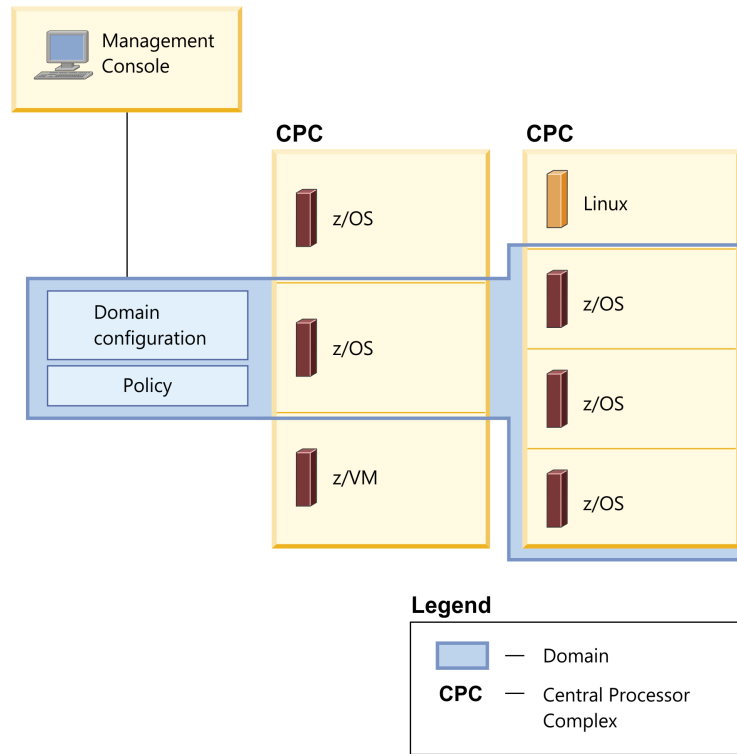 Management
Console
CPC
CPC
z/OS
Linux
Domain
configuration
Policy
z/OS
z/VM
z/OS
z/OS
z/OS
Legend
— Domain
CPC — Central Processor
Complex